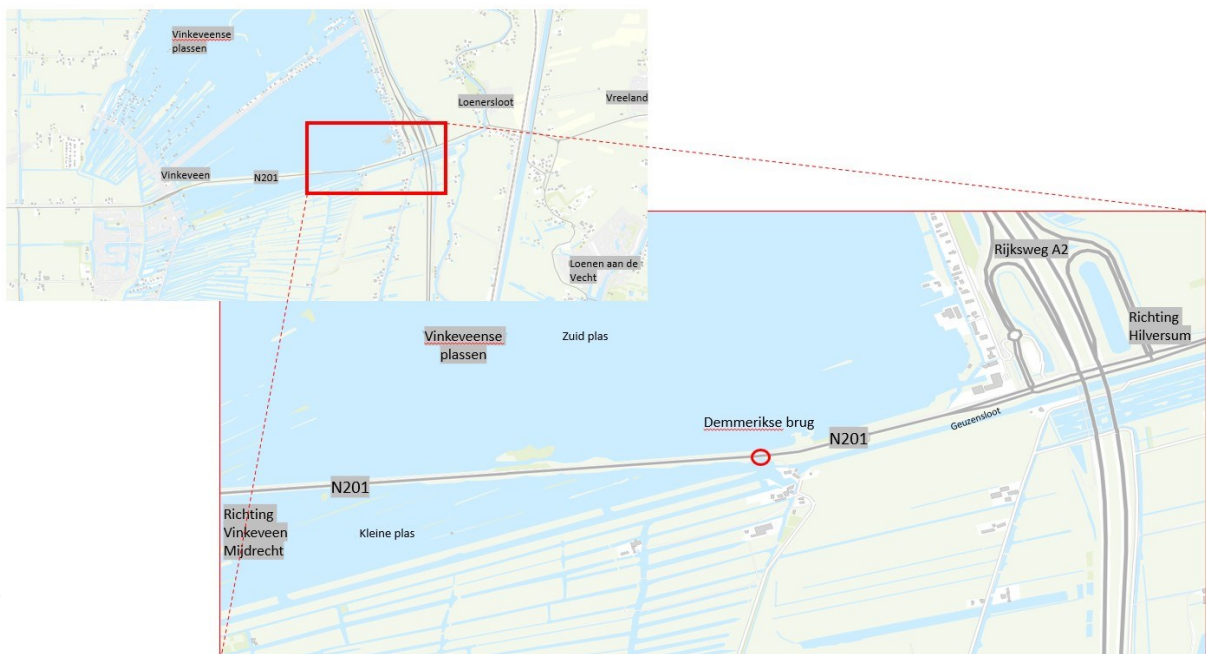 Vinkeveense
plassen
Loenersloot
Vreeland
Vinkeveen
N201
Loenen aan de
Vecht
Rijksweg A2
Richting
Hilversum
Vinkeveense
plassen
Zuid plas
Demmerikse brug
Geuzensloot
N201
N201
Richting
Vinkeveen
Mijdrecht
Kleine plas